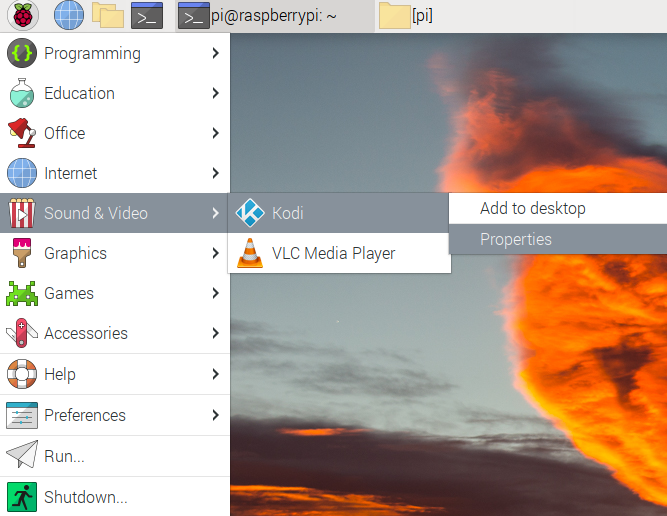 pi@raspberrypi: ~
[pi]
Programming
Education
Office
Internet
Sound & Video
Graphics
Games
Accessories
Help
Preferences
Run...
Shutdown...
Kodi
VLC Media Player
Add to desktop
Properties